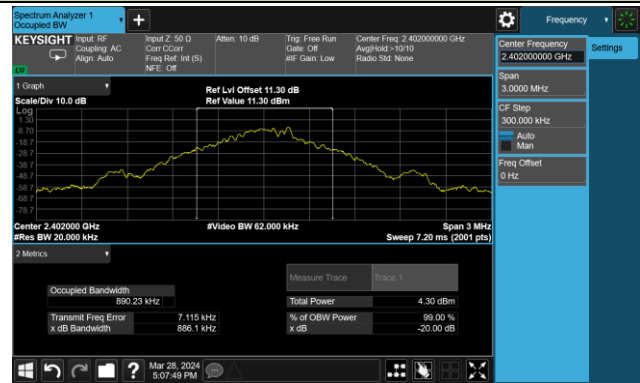 Spectrum Analyzer 1
Occupied BW
+
Frequency
KEYSIGHT
Input: RF
Coupling: AC
Align: Auto
Input Z: 50 Ω
Corr CCorr
Freq Ref: Int (S)
NFE: Off
Atten: 10 dB
Trig: Free Run
Gate: Off
#IF Gain: Low
Center Freq: 2.402000000 GHz
Avg|Hold:>10/10
Radio Std: None
Center Frequency
2.402000000 GHz
Settings
Span
3.0000 MHz
CF Step
300.000 kHz
Auto
Man
Freq Offset
0 Hz
1 Graph
Scale/Div 10.0 dB
Ref Lvl Offset 11.30 dB
Ref Value 11.30 dBm
Log
1.30
-8.70
-18.7
-28.7
-38.7
-48.7
-58.7
-68.7
-78.7
Center 2.402000 GHz
#Video BW 62.000 kHz
Span 3 MHz
#Res BW 20.000 kHz
Sweep 7.20 ms (2001 pts)
2 Metrics
Measure Trace
Trace 1
Occupied Bandwidth
890.23 kHz
Total Power
4.30 dBm
Transmit Freq Error
7.115 kHz
% of OBW Power
99.00 %
x dB Bandwidth
886.1 kHz
x dB
-20.00 dB
?
Mar 28, 2024
5:07:49 PM